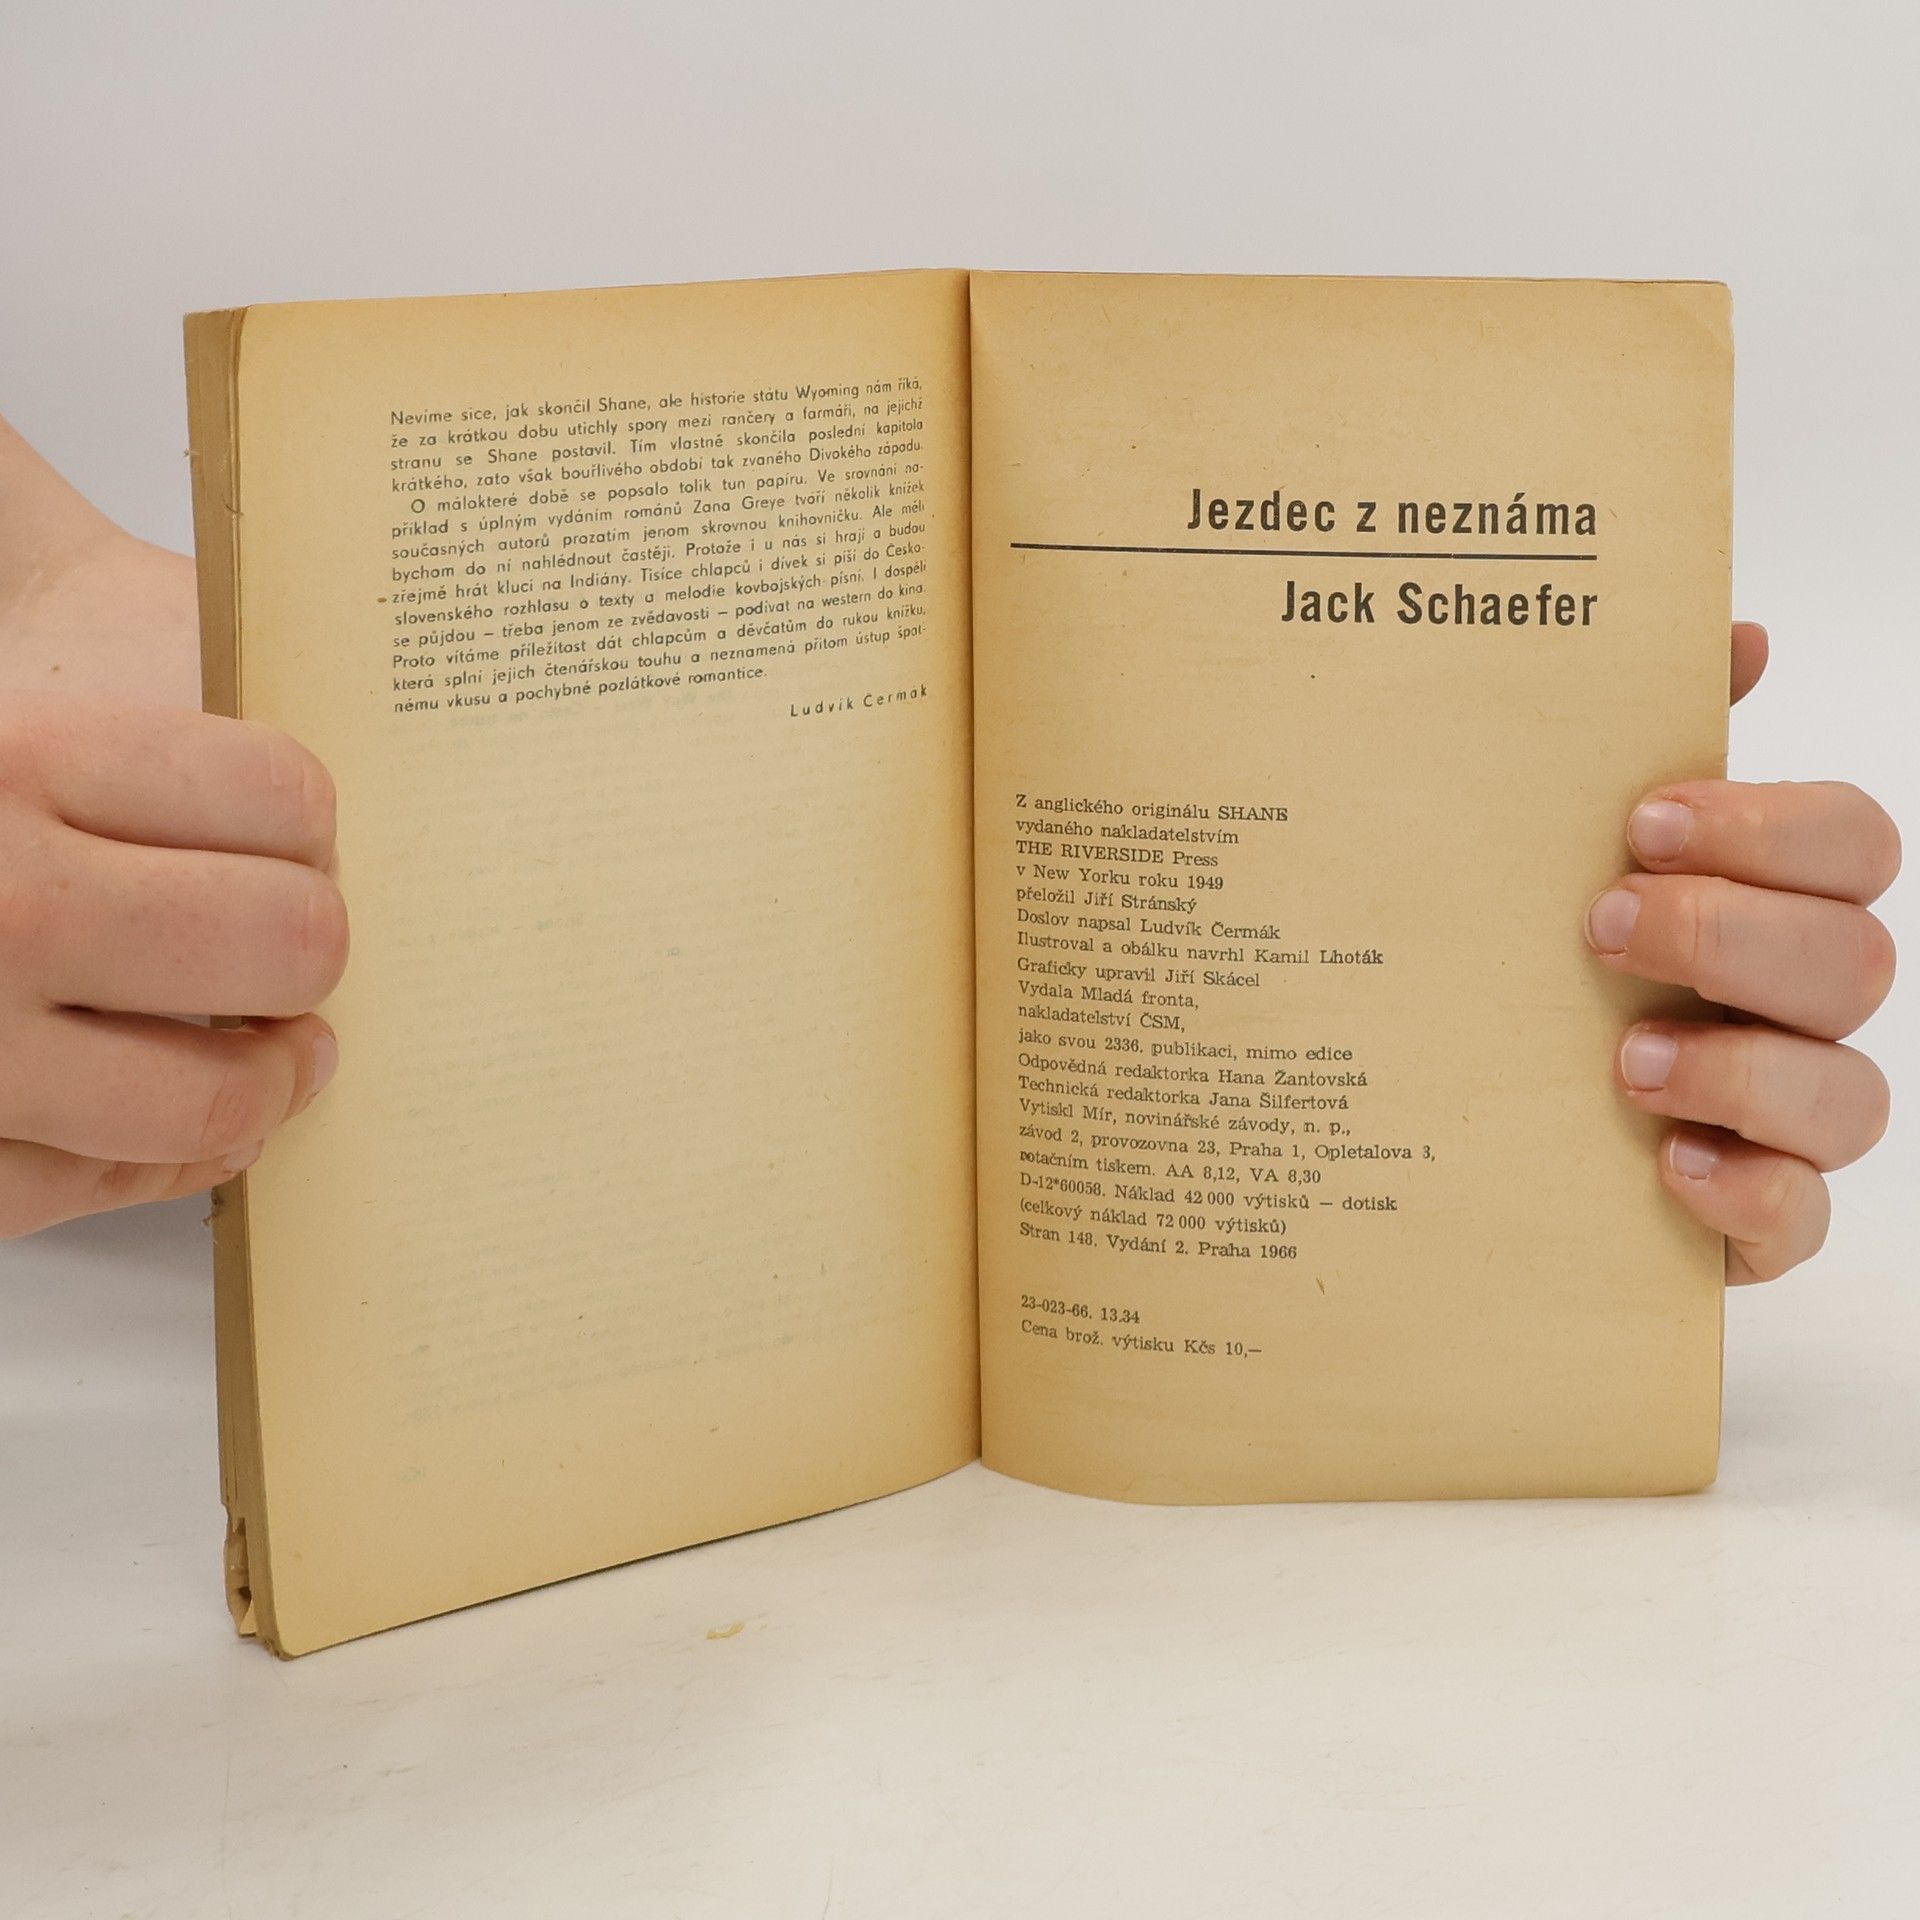 Nevíme sice, jak skončil Shane, ale historie státu Wyoming nám říká,
že za krátkou dobu utichly spory mezi rančery a farmáři, na jejichž
stranu se Shane postavil. Tím vlastně skončila poslední kapitola
krátkého, zato však bouřlivého období tak zvaného Divokého západu.
O málokteré době se popsalo tolik tun papíru. Ve srovnání na-
příklad s úplným vydáním románů Zana Greye tvoří několik knížek
současných autorů prozatím jenom skrovnou knihovničku. Ale měli
bychom do ní nahlédnout častěji. Protože i u nás si hrají a budou
zřejmě hrát kluci na Indiány. Tisíce chlapců i dívek si píší do Česko-
slovenského rozhlasu o texty a melodie kovbojských písní. I dospělí
se půjdou – třeba jenom ze zvědavosti – podívat na western do kina.
Proto vítáme příležitost dát chlapcům a děvčatům do rukou knížku,
která splní jejich čtenářskou touhu a neznamená přitom ústup špat-
nému vkusu a pochybné pozlátkové romantice.
Ludvík Čermák
Jezdec z neznáma
Jack Schaefer
Z anglického originálu SHANE
vydaného nakladatelstvím
THE RIVERSIDE Press
v New Yorku roku 1949
přeložil Jiří Stránský
Doslov napsal Ludvík Čermák
Ilustroval a obálku navrhl Kamil Lhoták
Graficky upravil Jiří Skácel
Vydala Mladá fronta,
nakladatelství ČSM,
jako svou 2336. publikaci, mimo edice
Odpovědná redaktorka Hana Žantovská
Technická redaktorka Jana Šilfertová
Vytiskl Mír, novinářské závody, n. p.,
závod 2, provozovna 23, Praha 1, Opletalova 3,
rotačním tiskem. AA 8,12, VA 8,30
D-12*60058. Náklad 42 000 výtisků – dotisk
(celkový náklad 72 000 výtisků)
Stran 148. Vydání 2. Praha 1966
23-023-66. 13.34
Cena brož. výtisku Kčs 10,—